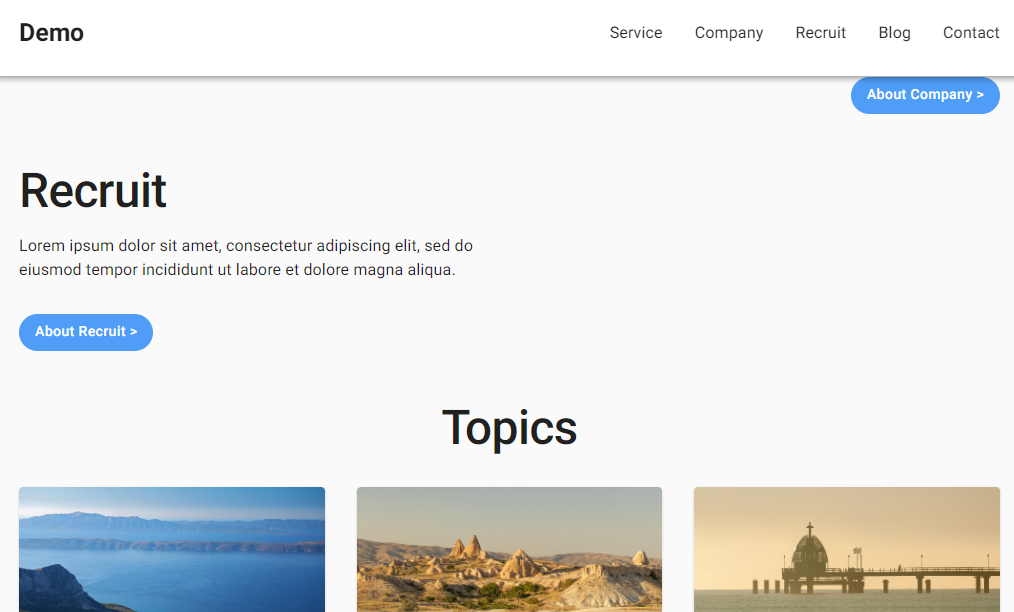 Demo
Service Company Recruit Blog Contact
About Company >
Recruit
Lorem ipsum dolor sit amet, consectetur adipiscing elit, sed do
eiusmod tempor incididunt ut labore et dolore magna aliqua.
About Recruit >
Topics